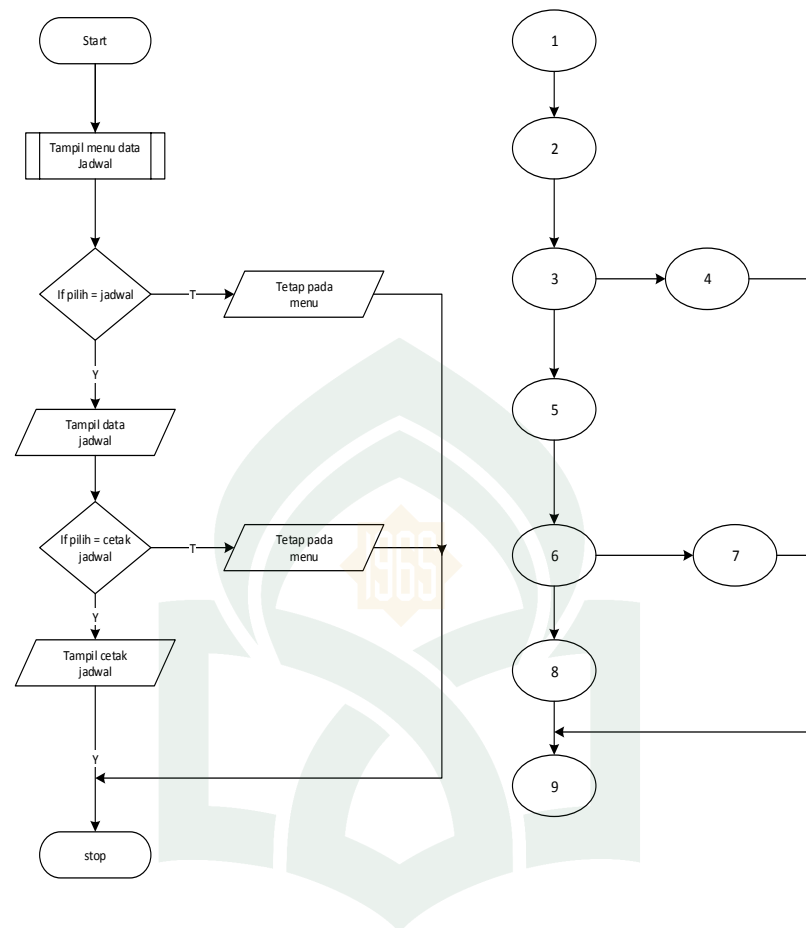 Start
Tampil menu data
Jadwal
If pilih = jadwal
T
Tetap pada
menu
Y
Tampil data
jadwal
If pilih = cetak
jadwal
T
Tetap pada
menu
Y
Tampil cetak
jadwal
Y
stop
1
2
3
4
5
6
7
8
9
1965